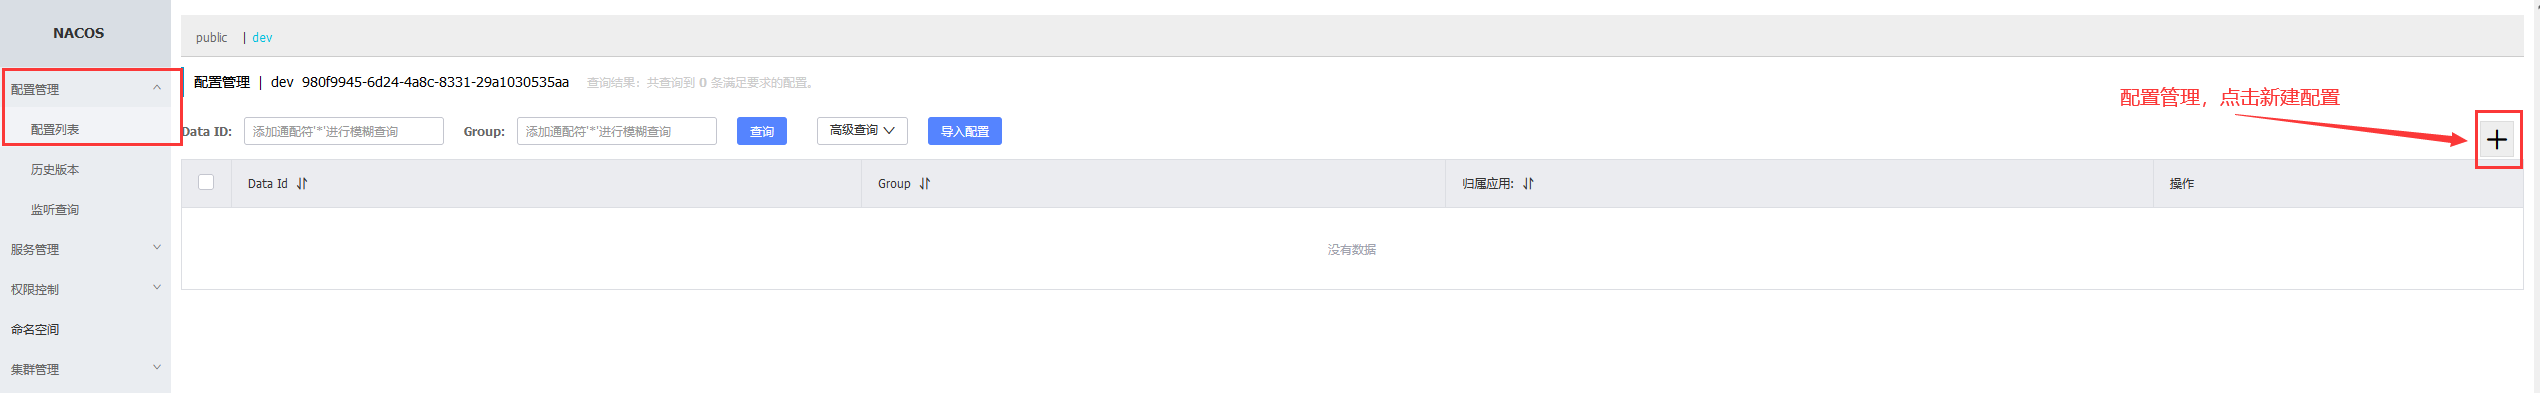 NACOS
配置管理
配置列表
历史版本
监听查询
服务管理
权限控制
命名空间
集群管理
public | dev
配置管理 | dev 980f9945-6d24-4a8c-8331-29a1030535aa 查询结果：共查询到 0 条满足要求的配置。
Data ID: 添加通配符'*'进行模糊查询 Group: 添加通配符'*'进行模糊查询 查询 高级查询 导入配置
配置管理，点击新建配置
Data Id Group 归属应用: 操作
没有数据